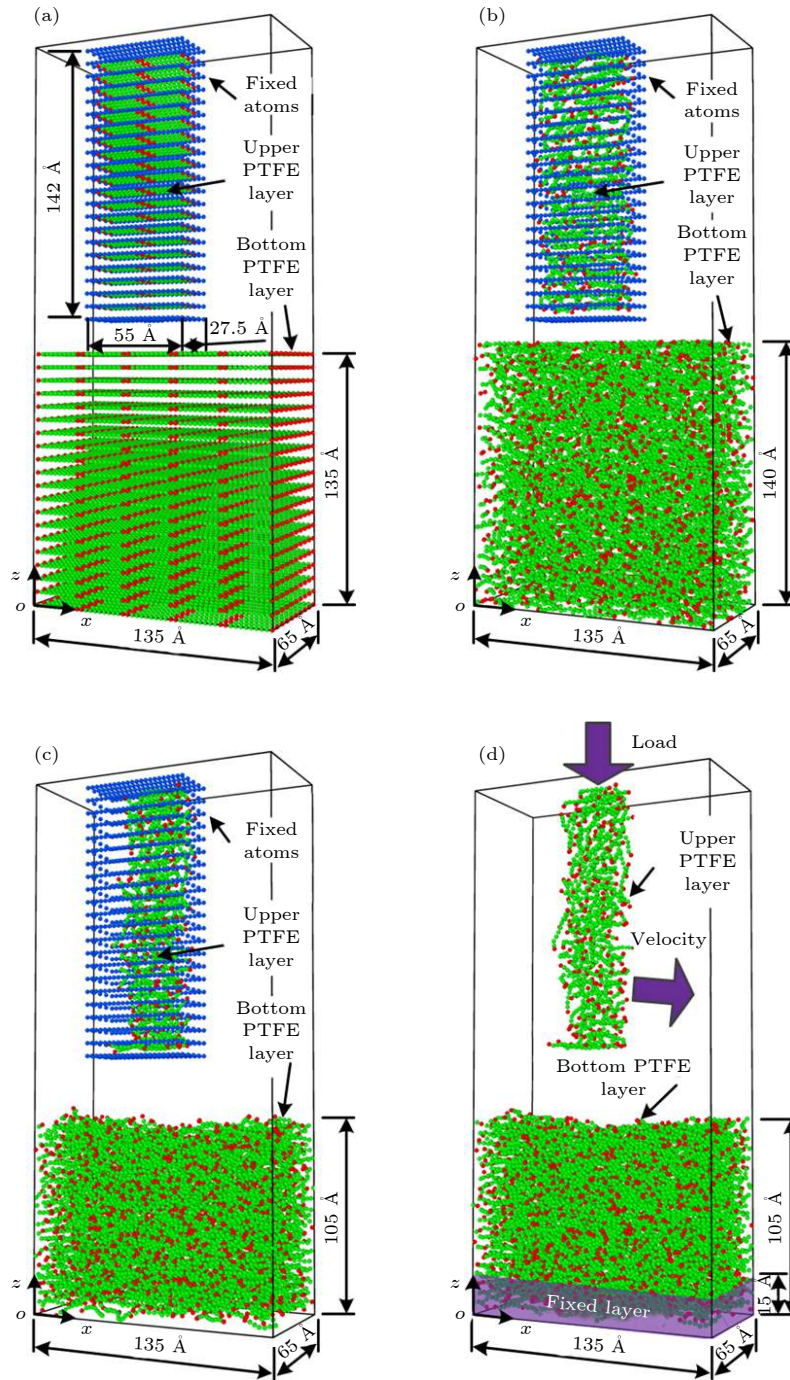 (a)
Fixed
atoms
Upper
PTFE
layer
142 Å
Bottom
PTFE
layer
55 Å
27.5 Å
135 Å
z
o
x
135 Å
65 Å
(b)
Fixed
atoms
Upper
PTFE
layer
Bottom
PTFE
layer
140 Å
z
o
x
135 Å
65 Å
(c)
Fixed
atoms
Upper
PTFE
layer
Bottom
PTFE
layer
105 Å
z
o
x
135 Å
65 Å
(d)
Load
Upper
PTFE
layer
Velocity
Bottom PTFE
layer
105 Å
15 Å
Fixed layer
z
o
x
135 Å
65 Å